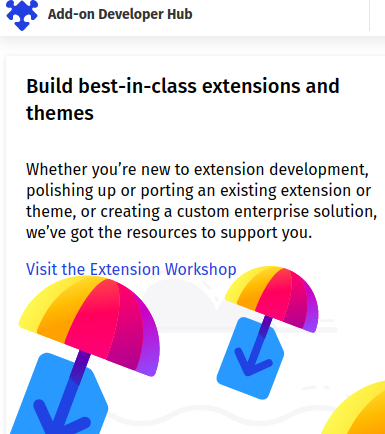 Add-on Developer Hub
Build best-in-class extensions and
themes
Whether you’re new to extension development,
polishing up or porting an existing extension or
theme, or creating a custom enterprise solution,
we’ve got the resources to support you.
Visit the Extension Workshop